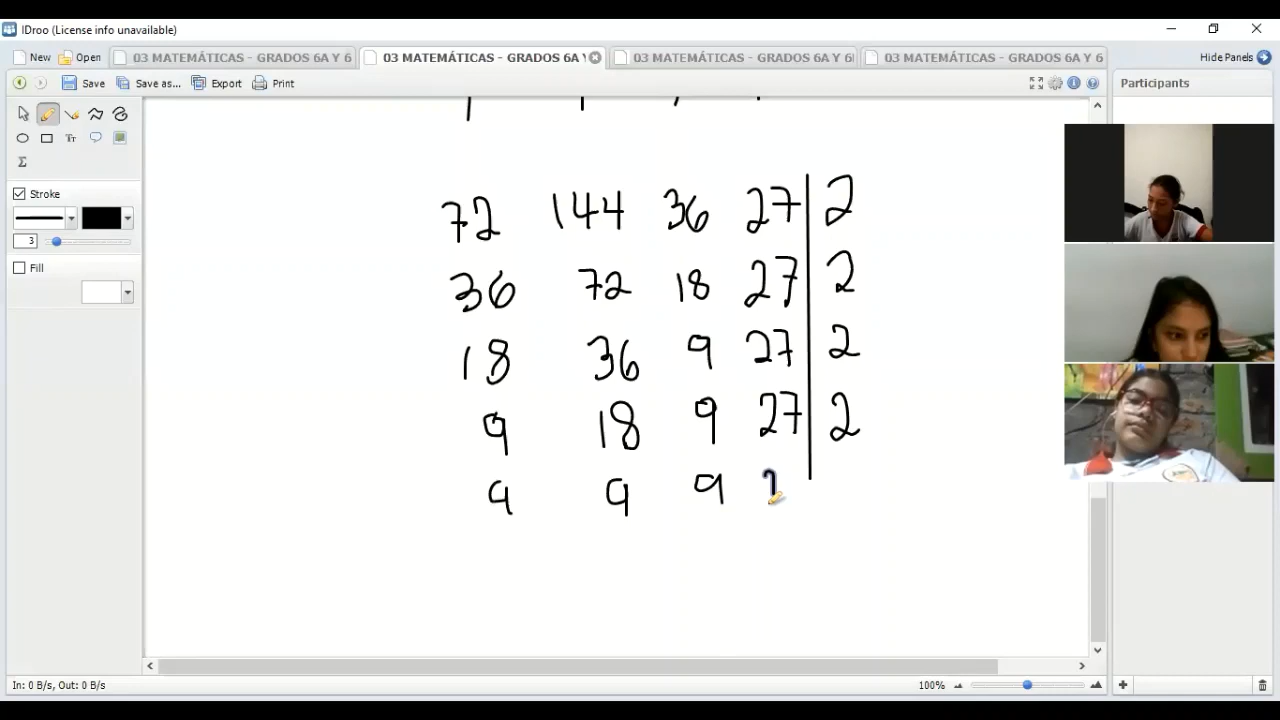 IDroo (License info unavailable)
New Open 03 MATEMÁTICAS - GRADOS 6A Y 6 03 MATEMÁTICAS - GRADOS 6A Y 03 MATEMÁTICAS - GRADOS 6A Y 6 03 MATEMÁTICAS - GRADOS 6A Y 6 Hide Panels
Save Save as... Export Print Participants
Tt
Σ
Stroke
3
Fill
72 144 36 27 2
36 72 18 27 2
18 36 9 27 2
9 18 9 27 2
9 9 9
In: 0 B/s, Out: 0 B/s 100%